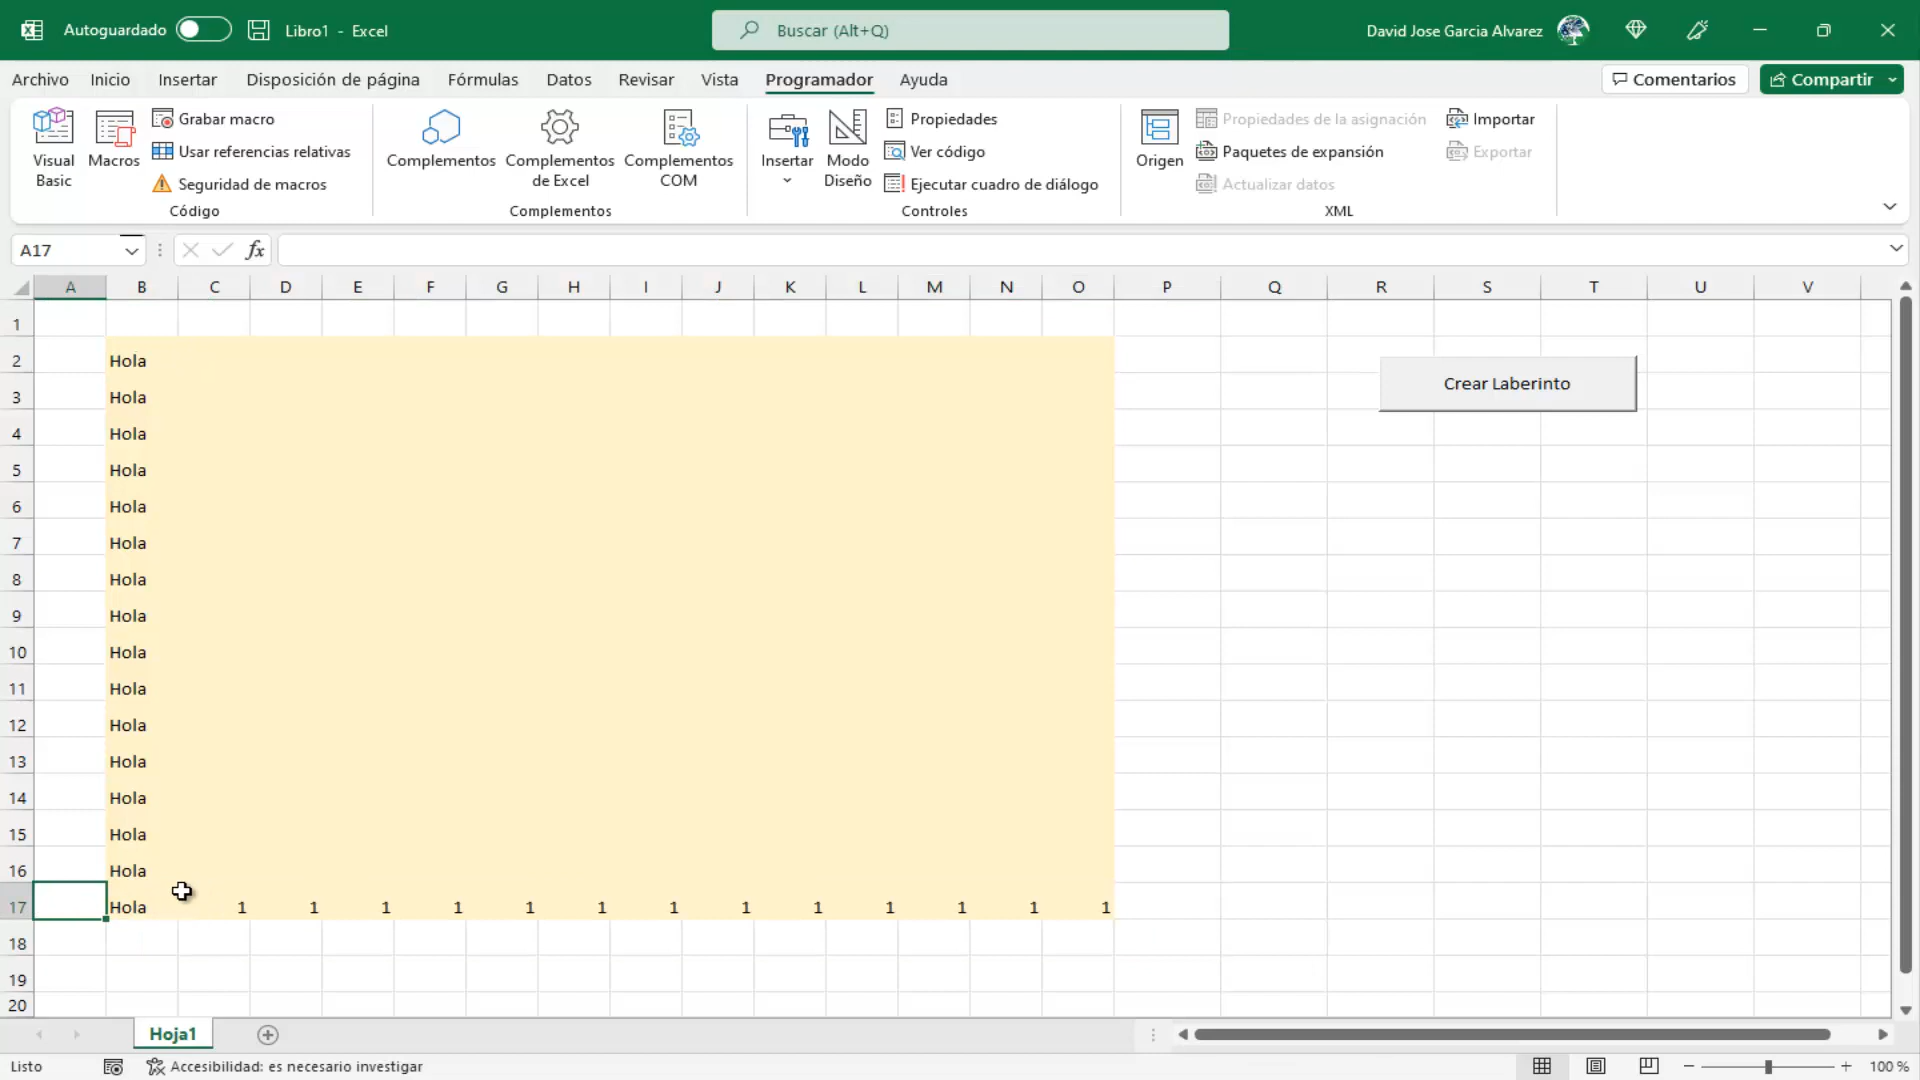 Autoguardado Libro1 - Excel Buscar (Alt+Q) David Jose Garcia Alvarez
Archivo Inicio Insertar Disposición de página Fórmulas Datos Revisar Vista Programador Ayuda Comentarios Compartir
Visual Basic Macros Grabar macro Usar referencias relativas Seguridad de macros
Código
Complementos Complementos de Excel Complementos COM
Complementos
Insertar Modo Diseño Propiedades Ver código Ejecutar cuadro de diálogo
Controles
Origen Propiedades de la asignación Paquetes de expansión Actualizar datos Importar Exportar
XML
A17 fx
A B C D E F G H I J K L M N O P Q R S T U V
1
2 Hola
Crear Laberinto
3 Hola
4 Hola
5 Hola
6 Hola
7 Hola
8 Hola
9 Hola
10 Hola
11 Hola
12 Hola
13 Hola
14 Hola
15 Hola
16 Hola
17 Hola 1 1 1 1 1 1 1 1 1 1 1 1 1
18
19
20
Hoja1
Listo Accesibilidad: es necesario investigar 100 %